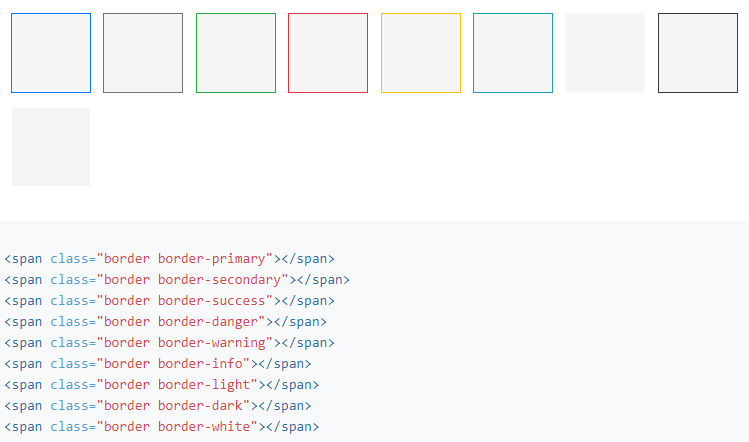 <span class="border border-primary"></span>
<span class="border border-secondary"></span>
<span class="border border-success"></span>
<span class="border border-danger"></span>
<span class="border border-warning"></span>
<span class="border border-info"></span>
<span class="border border-light"></span>
<span class="border border-dark"></span>
<span class="border border-white"></span>